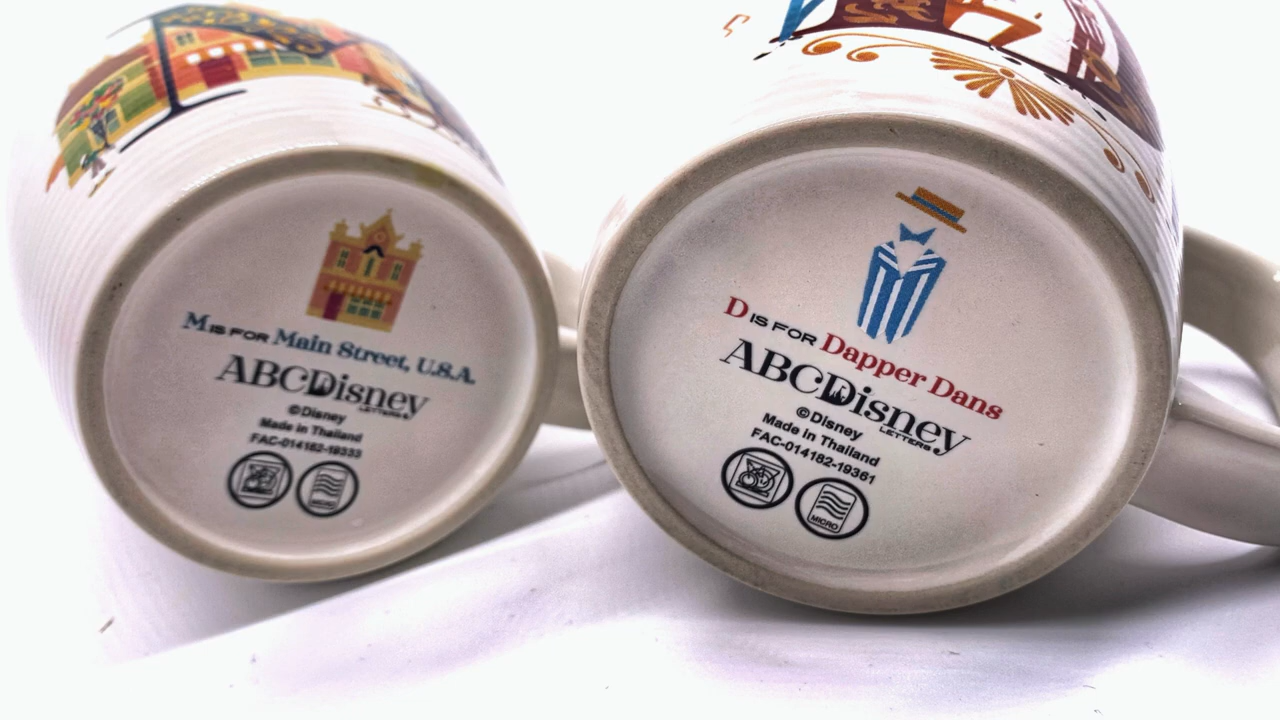 M IS FOR Main Street, U.S.A.
ABCDisney
LETTERS
©Disney
Made in Thailand
FAC-014182-19333
MICRO
D IS FOR Dapper Dans
ABCDisney
LETTERS
©Disney
Made in Thailand
FAC-014182-19361
MICRO